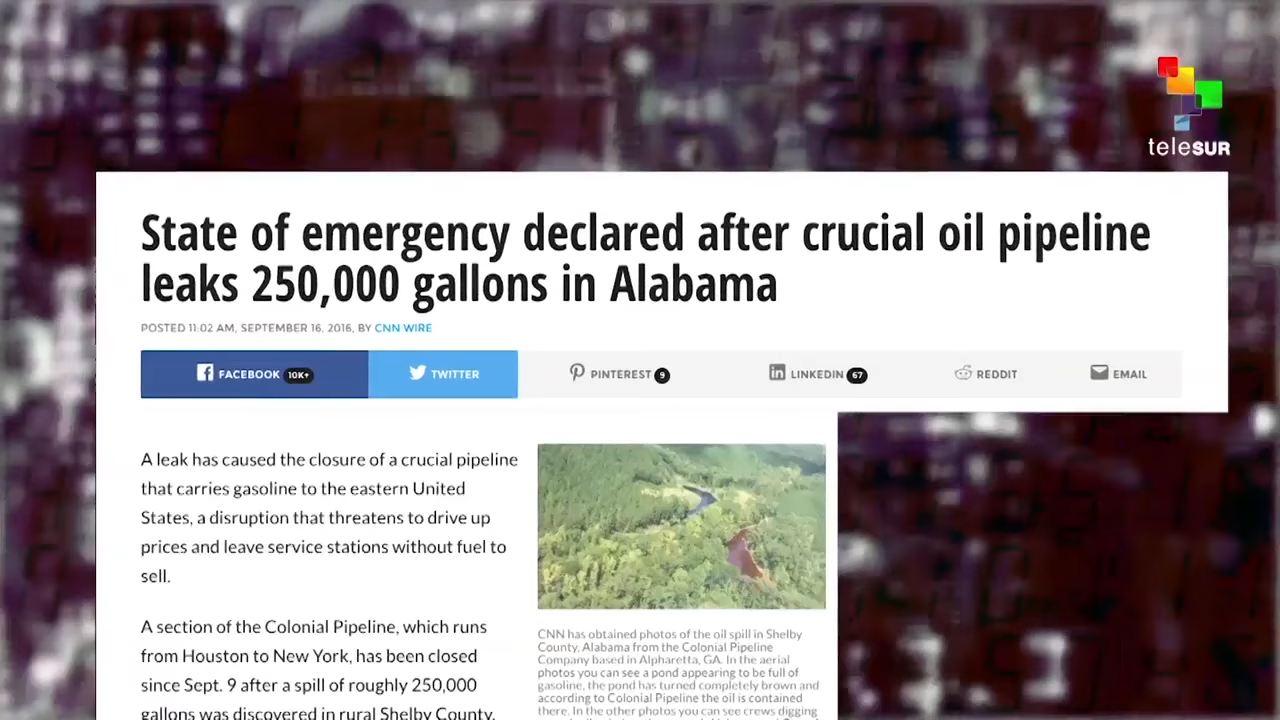 teleSUR
State of emergency declared after crucial oil pipeline
leaks 250,000 gallons in Alabama
POSTED 11:02 AM, SEPTEMBER 16, 2016, BY CNN WIRE
FACEBOOK 10K+ TWITTER PINTEREST 9 LINKEDIN 67 REDDIT EMAIL
A leak has caused the closure of a crucial pipeline
that carries gasoline to the eastern United
States, a disruption that threatens to drive up
prices and leave service stations without fuel to
sell.
A section of the Colonial Pipeline, which runs
from Houston to New York, has been closed
since Sept. 9 after a spill of roughly 250,000
gallons was discovered in rural Shelby County,
CNN has obtained photos of the oil spill in Shelby
County, Alabama from the Colonial Pipeline
Company based in Alpharetta, GA. In the aerial
photos you can see a pond appearing to be full of
gasoline, the pond has turned completely brown and
according to Colonial Pipeline the oil is contained
there. In the other photos you can see crews digging